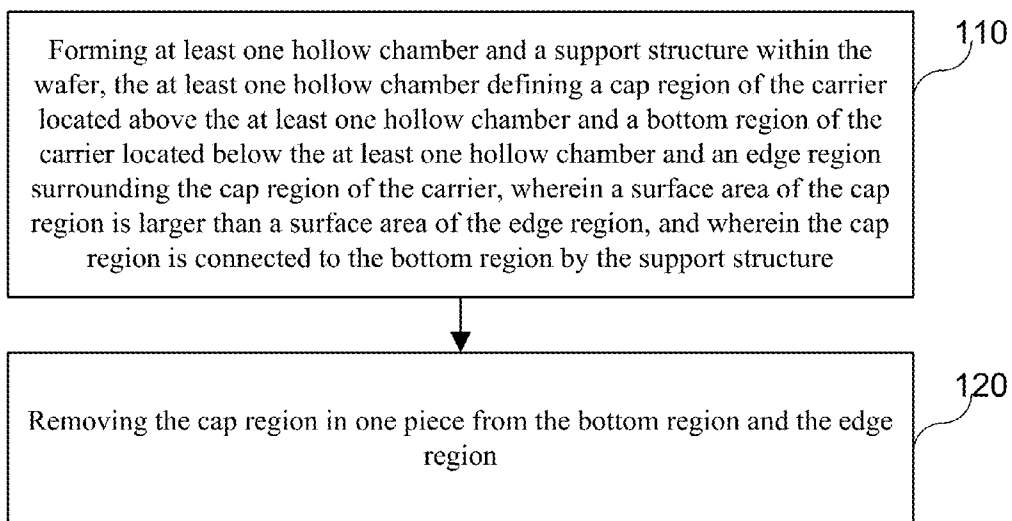 Forming at least one hollow chamber and a support structure within the
wafer, the at least one hollow chamber defining a cap region of the carrier
located above the at least one hollow chamber and a bottom region of the
carrier located below the at least one hollow chamber and an edge region
surrounding the cap region of the carrier, wherein a surface area of the cap
region is larger than a surface area of the edge region, and wherein the cap
region is connected to the bottom region by the support structure
110
Removing the cap region in one piece from the bottom region and the edge
region
120